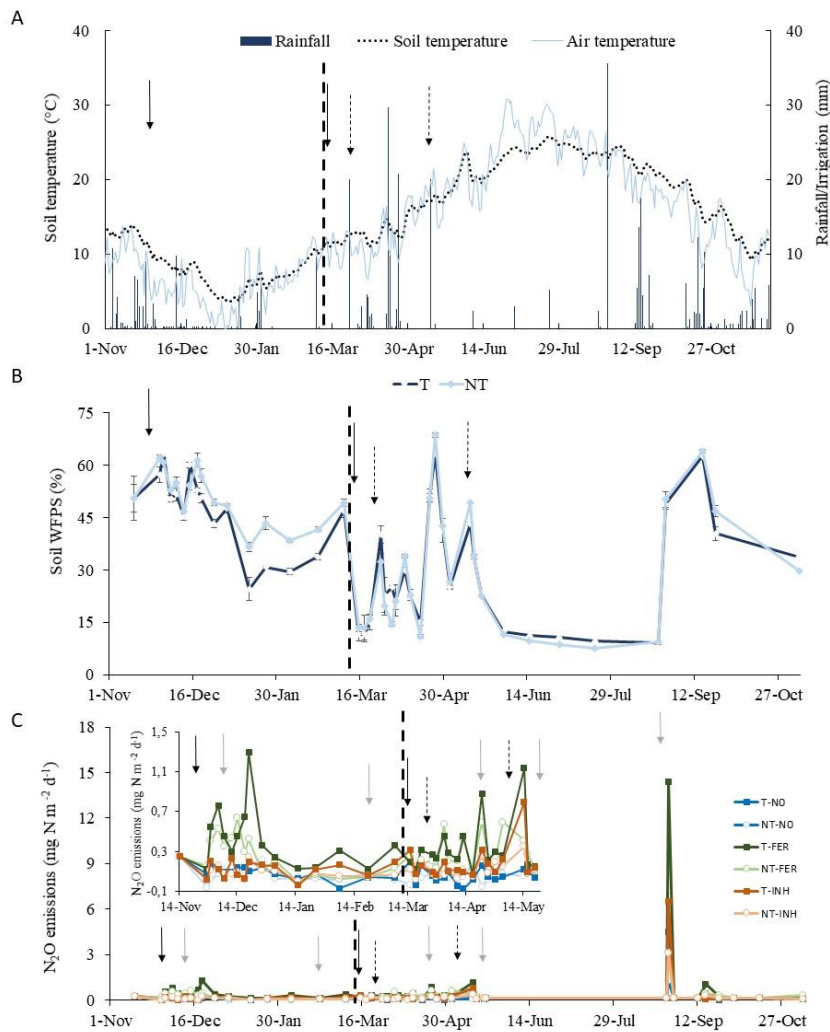 A
Rainfall
Soil temperature
Air temperature
Soil temperature (°C)
Rainfall/Irrigation (mm)
40
30
20
10
0
40
30
20
10
0
1-Nov 16-Dec 30-Jan 16-Mar 30-Apr 14-Jun 29-Jul 12-Sep 27-Oct
B
T NT
Soil WFPS (%)
75
60
45
30
15
0
1-Nov 16-Dec 30-Jan 16-Mar 30-Apr 14-Jun 29-Jul 12-Sep 27-Oct
C
N₂O emissions (mg N m⁻² d⁻¹)
18
15
12
9
6
3
0
N₂O emissions (mg N m⁻² d⁻¹)
1,5
1,1
0,7
0,3
-0,1
14-Nov 14-Dec 14-Jan 14-Feb 14-Mar 14-Apr 14-May
T-N0
NT-N0
T-FER
NT-FER
T-INH
NT-INH
1-Nov 16-Dec 30-Jan 16-Mar 30-Apr 14-Jun 29-Jul 12-Sep 27-Oct